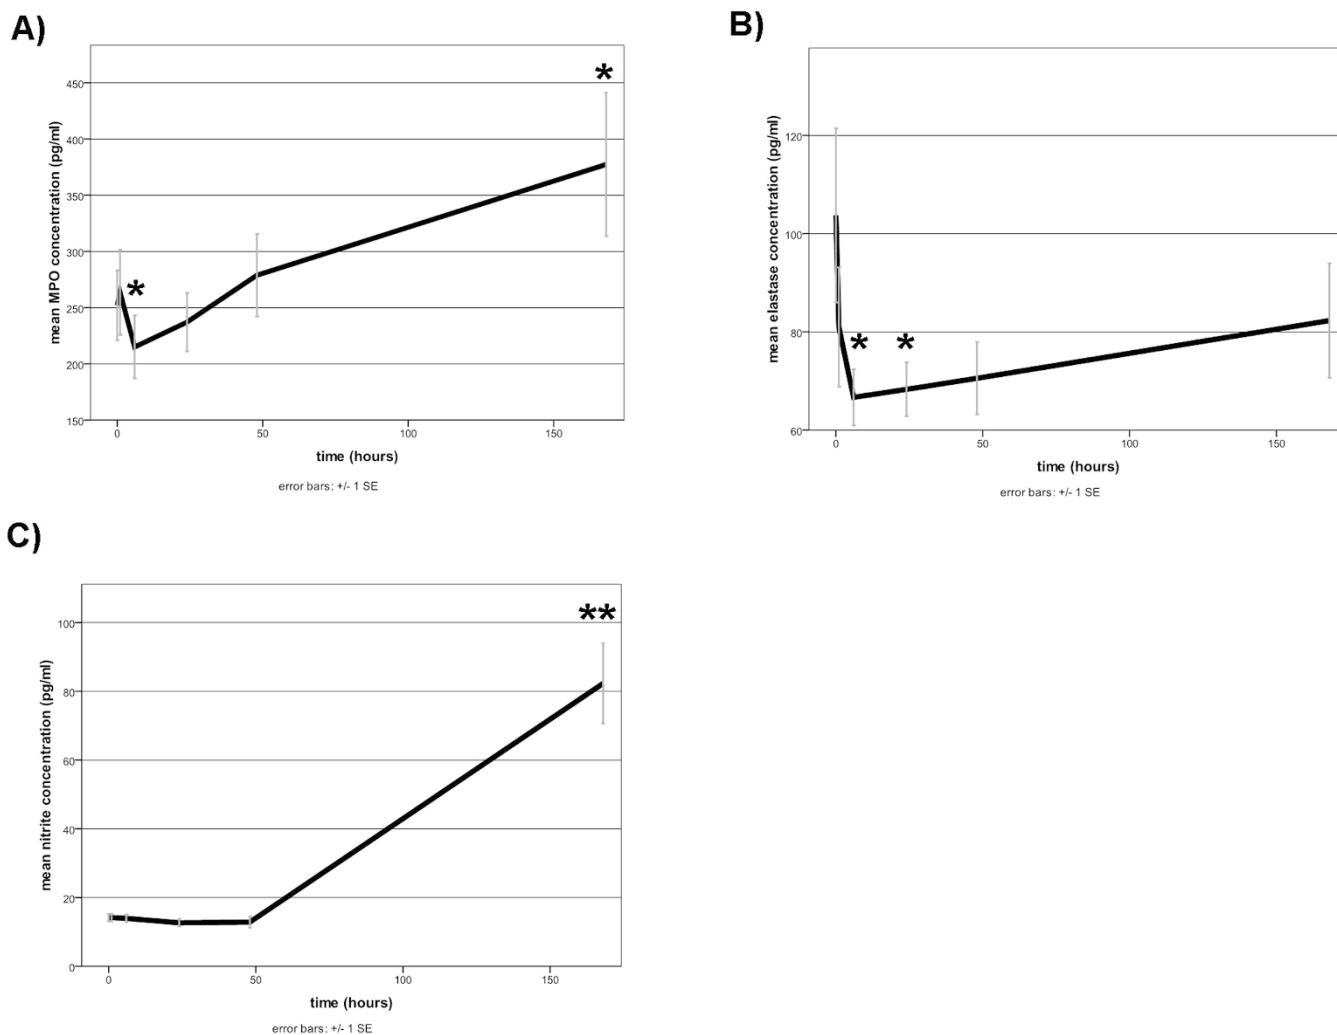 A)
mean MPO concentration (pg/ml)
450
400
350
300
250
200
150
*
*
0
50
100
150
time (hours)
error bars: +/- 1 SE
B)
mean elastase concentration (pg/ml)
120
100
80
60
*
*
0
50
100
150
time (hours)
error bars: +/- 1 SE
C)
mean nitrite concentration (pg/ml)
100
80
60
40
20
0
**
0
50
100
150
time (hours)
error bars: +/- 1 SE